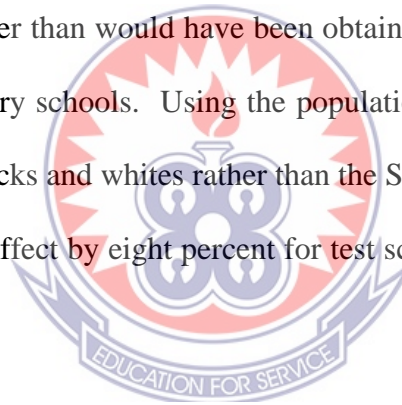 er than would have been obtain
ry schools. Using the populati
cks and whites rather than the S
ffect by eight percent for test sc
EDUCATION FOR SERVICE